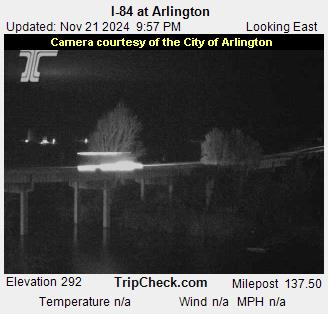 I-84 at Arlington
Updated: Nov 21 2024 9:57 PM Looking East
Camera courtesy of the City of Arlington
Elevation 292 TripCheck.com Milepost 137.50
Temperature n/a Wind n/a MPH n/a